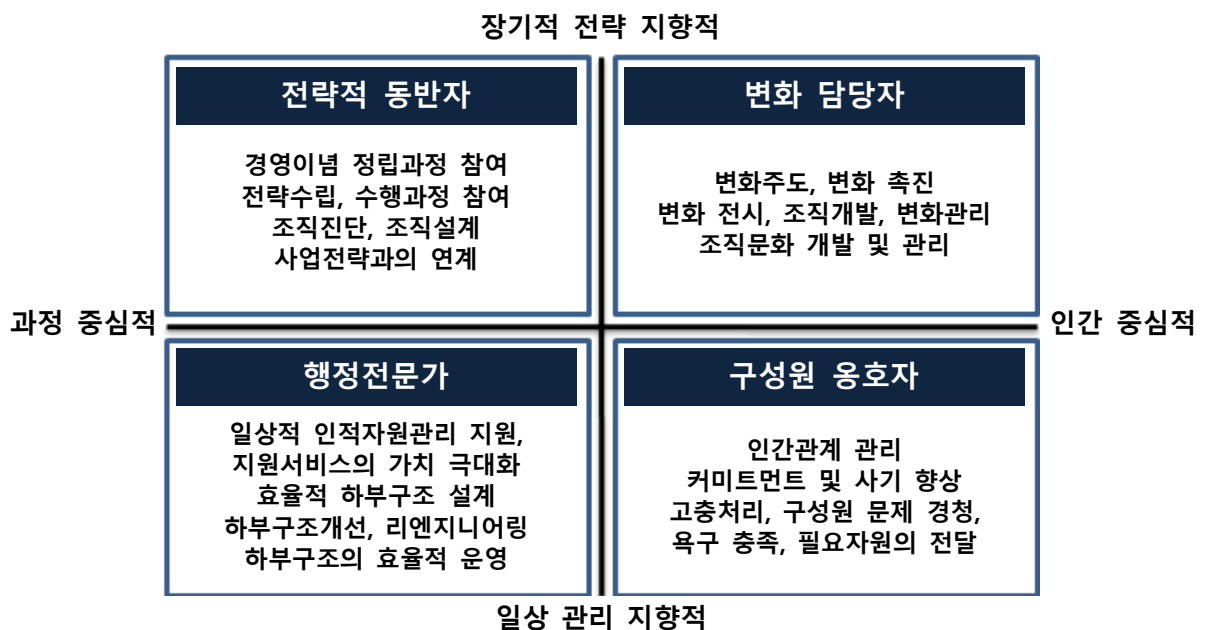 장기적 전략 지향적
전략적 동반자
경영이념 정립과정 참여
전략수립, 수행과정 참여
조직진단, 조직설계
사업전략과의 연계
변화 담당자
변화주도, 변화 촉진
변화 전시, 조직개발, 변화관리
조직문화 개발 및 관리
과정 중심적
인간 중심적
행정전문가
일상적 인적자원관리 지원,
지원서비스의 가치 극대화
효율적 하부구조 설계
하부구조개선, 리엔지니어링
하부구조의 효율적 운영
구성원 옹호자
인간관계 관리
커미트먼트 및 사기 향상
고충처리, 구성원 문제 경청,
욕구 충족, 필요자원의 전달
일상 관리 지향적